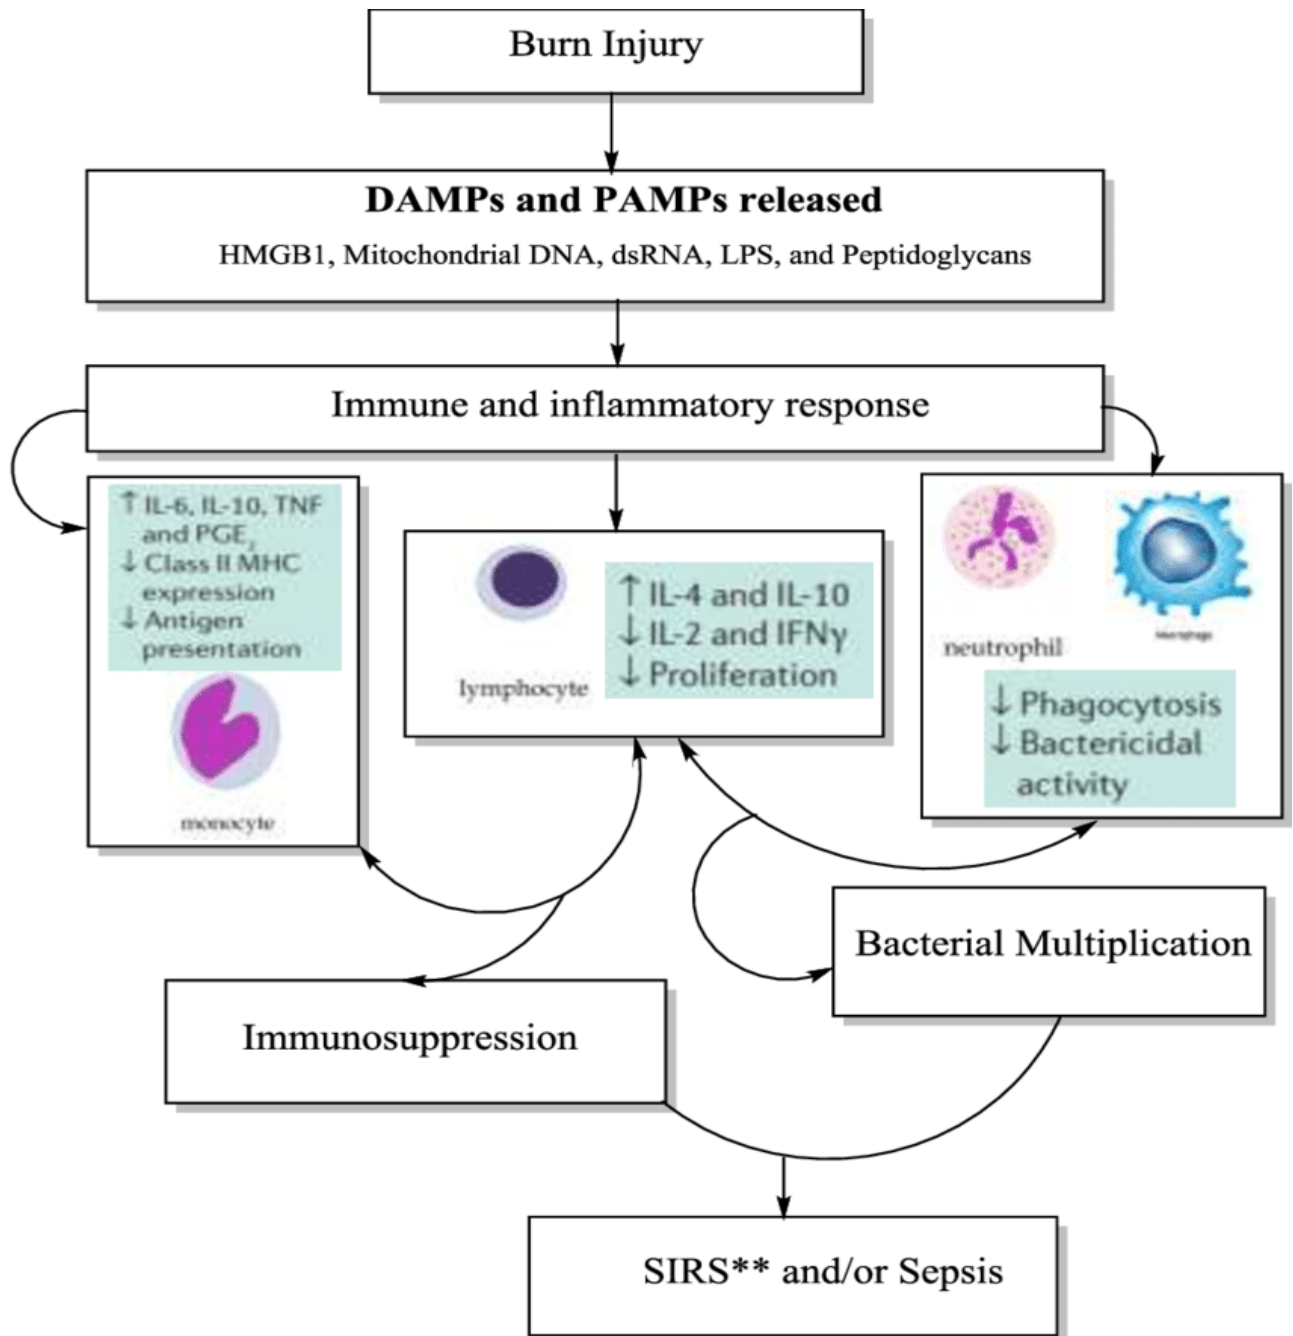 Burn Injury
DAMPs and PAMPs released
HMGB1, Mitochondrial DNA, dsRNA, LPS, and Peptidoglycans
Immune and inflammatory response
↑ IL-6, IL-10, TNF
and PGE₂
↓ Class II MHC
expression
↓ Antigen
presentation
monocyte
lymphocyte
↑ IL-4 and IL-10
↓ IL-2 and IFNγ
↓ Proliferation
neutrophil
Macrophage
↓ Phagocytosis
↓ Bactericidal
activity
Bacterial Multiplication
Immunosuppression
SIRS** and/or Sepsis